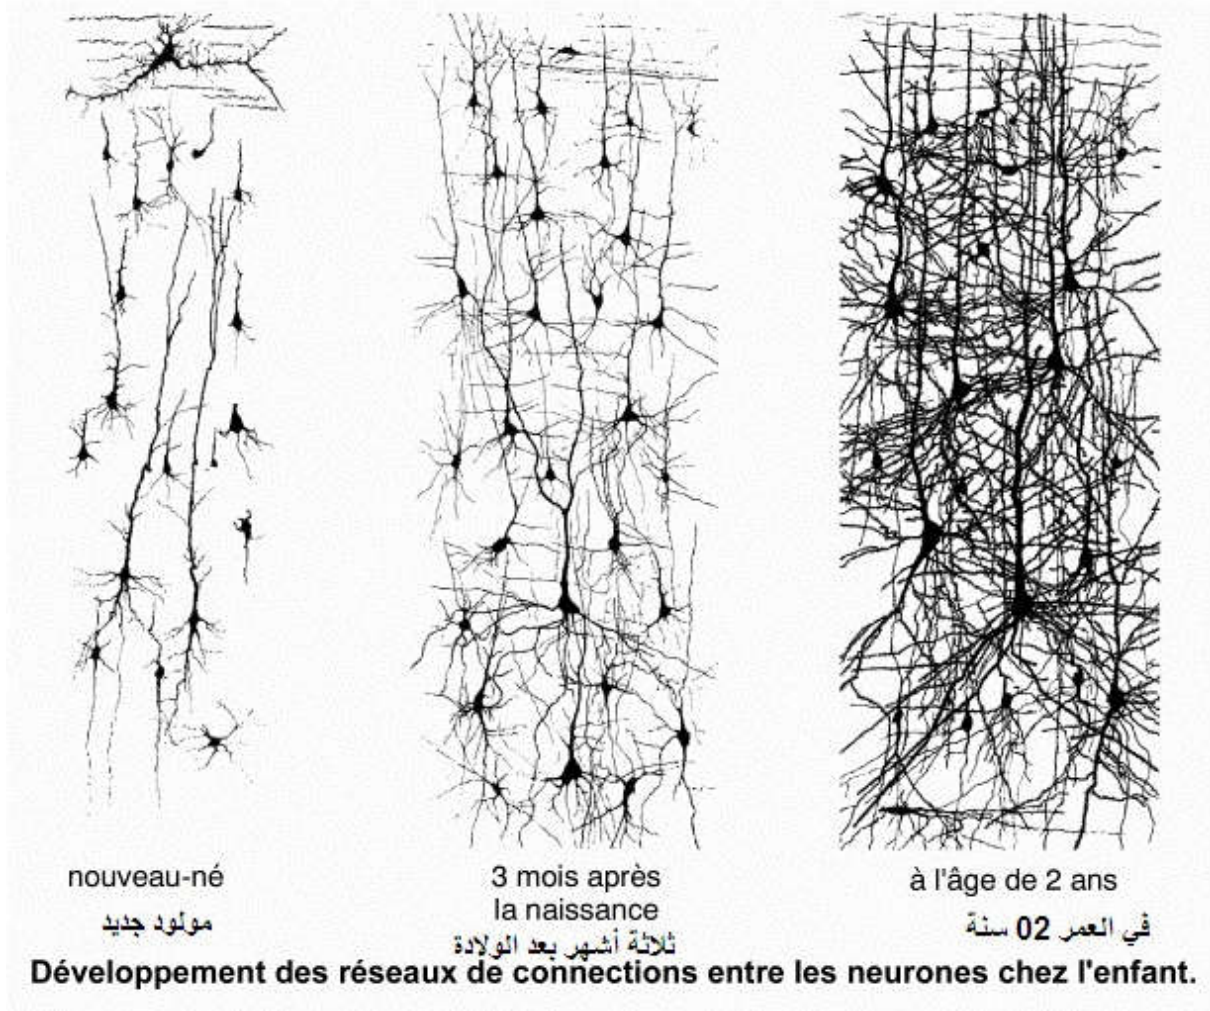 nouveau-né
مولود جديد
3 mois après
la naissance
ثلاثة أشهر بعد الولادة
à l'âge de 2 ans
في العمر 02 سنة
Développement des réseaux de connections entre les neurones chez l'enfant.